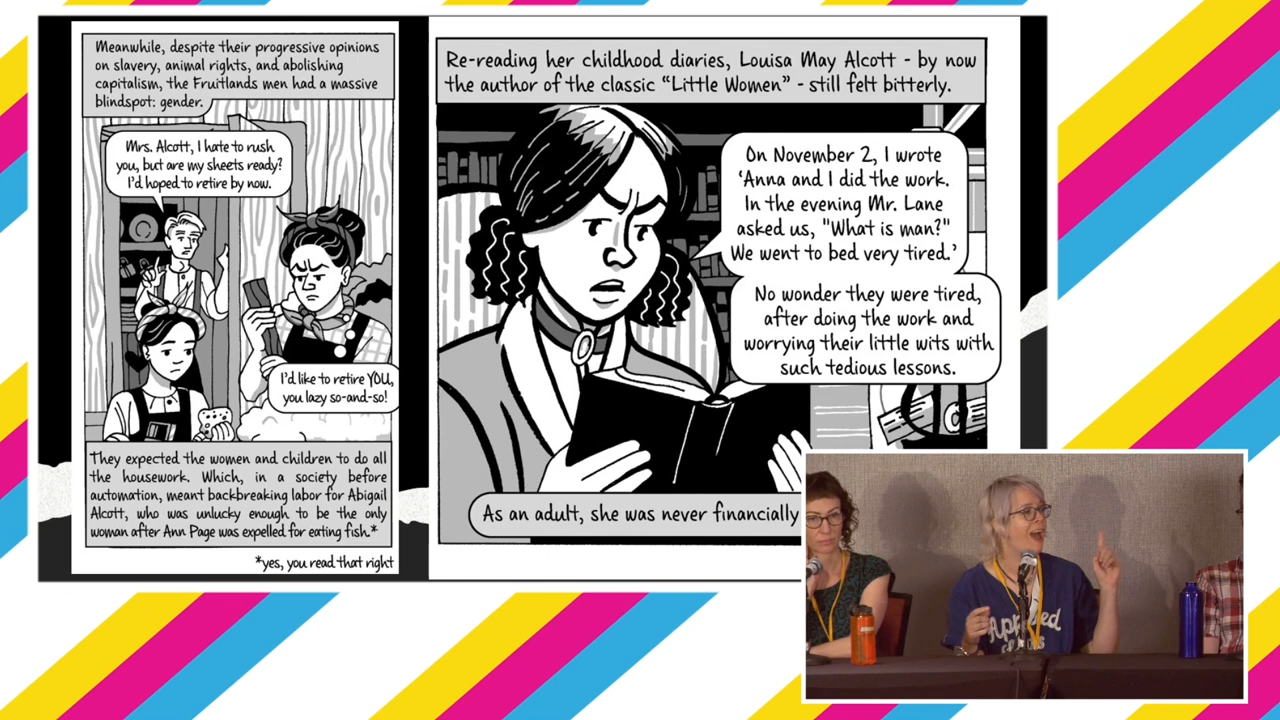 Meanwhile, despite their progressive opinions
on slavery, animal rights, and abolishing
capitalism, the Fruitlands men had a massive
blindspot: gender.
Mrs. Alcott, I hate to rush
you, but are my sheets ready?
I'd hoped to retire by now.
I'd like to retire YOU,
you lazy so-and-so!
They expected the women and children to do all
the housework. Which, in a society before
automation, meant backbreaking labor for Abigail
Alcott, who was unlucky enough to be the only
woman after Ann Page was expelled for eating fish.*
*yes, you read that right
Re-reading her childhood diaries, Louisa May Alcott - by now
the author of the classic “Little Women” - still felt bitterly.
On November 2, I wrote
‘Anna and I did the work.
In the evening Mr. Lane
asked us, "What is man?"
We went to bed very tired.’
No wonder they were tired,
after doing the work and
worrying their little wits with
such tedious lessons.
As an adult, she was never financially